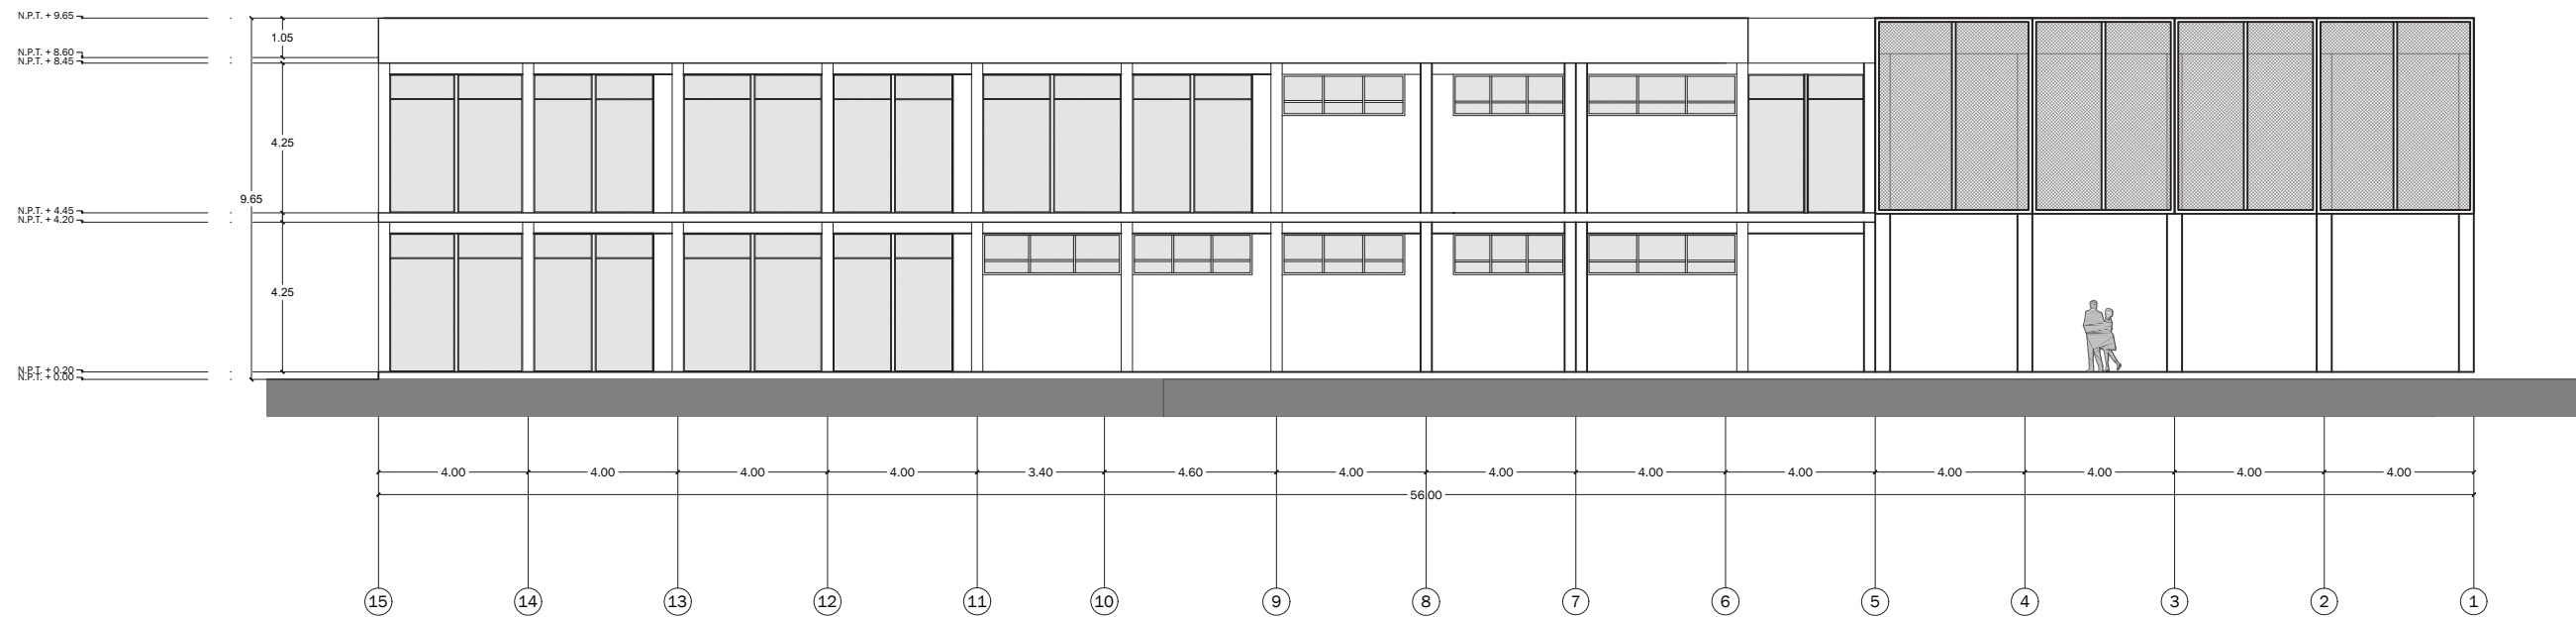 N.P.T. + 9.65
1.05
N.P.T. + 8.60
N.P.T. + 8.45
4.25
9.65
N.P.T. + 4.45
N.P.T. + 4.20
4.25
N.P.T. + 0.20
N.P.T. + 0.00
4.00 4.00 4.00 4.00 3.40 4.60 4.00 4.00 4.00 4.00 4.00 4.00 4.00 4.00
56.00
15 14 13 12 11 10 9 8 7 6 5 4 3 2 1